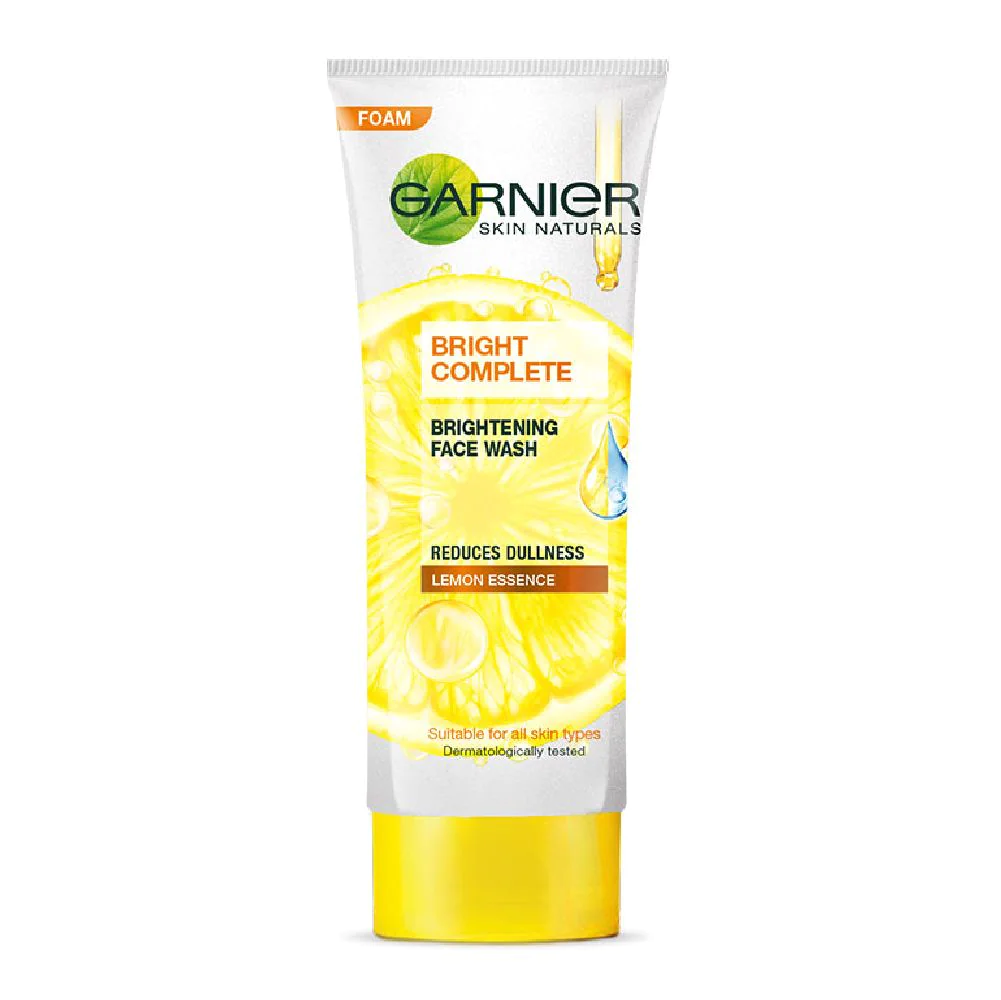 FOAM
GARNIER
SKIN NATURALS
BRIGHT
COMPLETE
BRIGHTENING
FACE WASH
REDUCES DULLNESS
LEMON ESSENCE
Suitable for all skin types
Dermatologically tested